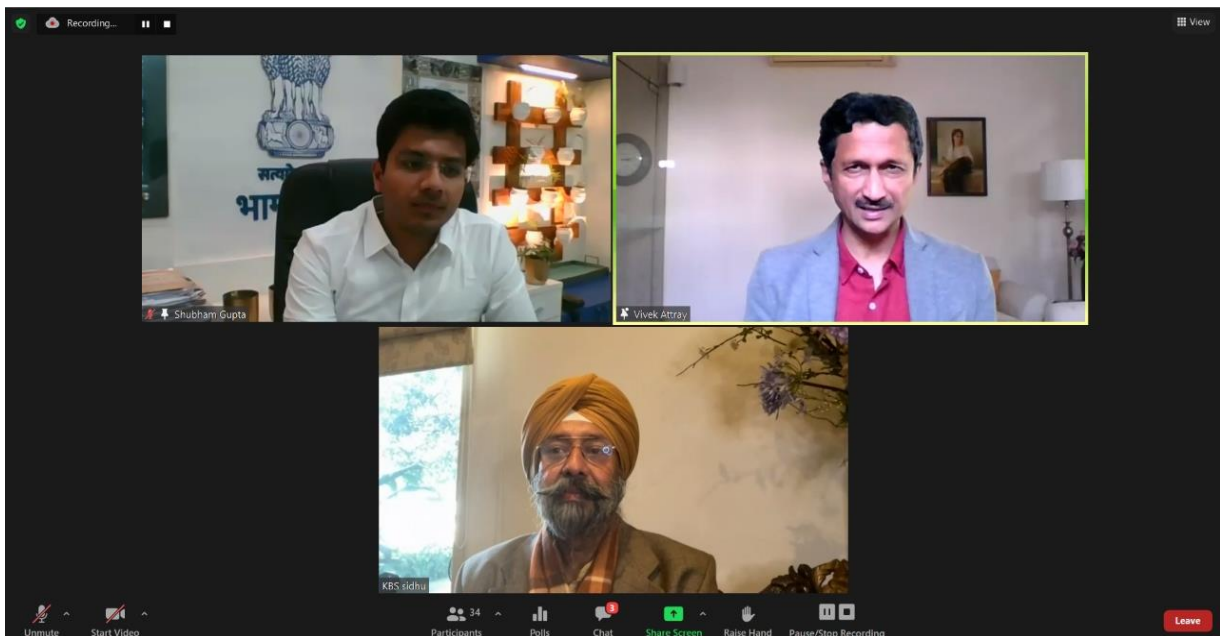 Recording...
View
सत्यमे
भार
Shubham Gupta
Vivek Attray
KBS sidhu
Unmute
Start Video
34
Participants
Polls
3
Chat
Share Screen
Raise Hand
Pause/Stop Recording
Leave